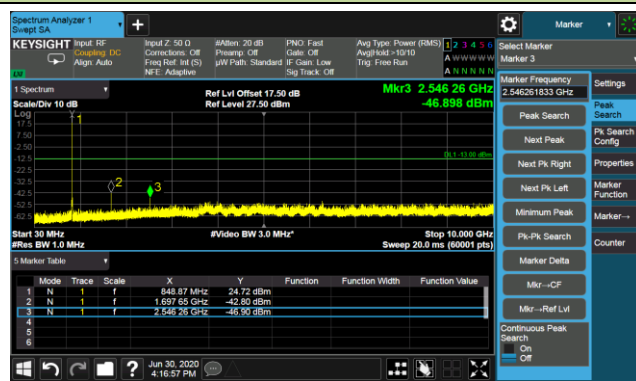 Spectrum Analyzer 1
Swept SA
Marker
KEYSIGHT
Input: RF
Coupling: DC
Align: Auto
Input Z: 50 Ω
Corrections: Off
Freq Ref: Int (S)
NFE: Adaptive
#Atten: 20 dB
Preamp: Off
µW Path: Standard
PNO: Fast
Gate: Off
IF Gain: Low
Sig Track: Off
Avg Type: Power (RMS)
Avg|Hold:>10/10
Trig: Free Run
1 2 3 4 5 6
A W W W W W
A N N N N N
Select Marker
Marker 3
LXI
1 Spectrum
Scale/Div 10 dB
Ref Lvl Offset 17.50 dB
Ref Level 27.50 dBm
Mkr3 2.546 26 GHz
-46.898 dBm
Log
17.5
7.50
-2.50
-12.5
-22.5
-32.5
-42.5
-52.5
-62.5
1
2
3
DL1 -13.00 dBm
Start 30 MHz
#Res BW 1.0 MHz
#Video BW 3.0 MHz*
Stop 10.000 GHz
Sweep 20.0 ms (60001 pts)
5 Marker Table
Mode Trace Scale X Y Function Function Width Function Value
1 N 1 f 848.87 MHz 24.72 dBm
2 N 1 f 1.697 65 GHz -42.80 dBm
3 N 1 f 2.546 26 GHz -46.90 dBm
4
5
6
Marker Frequency
2.546261833 GHz
Peak Search
Next Peak
Next Pk Right
Next Pk Left
Minimum Peak
Pk-Pk Search
Marker Delta
Mkr→CF
Mkr→Ref Lvl
Continuous Peak
Search
On
Off
Settings
Peak
Search
Pk Search
Config
Properties
Marker
Function
Marker→
Counter
Jun 30, 2020
4:16:57 PM